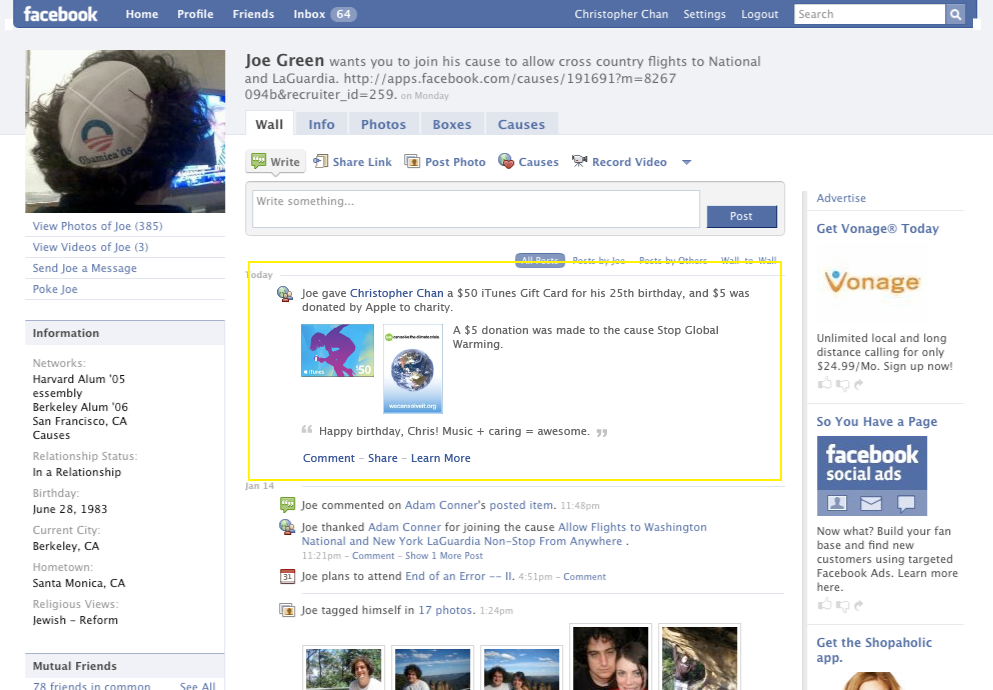 facebook
Home Profile Friends Inbox 64
Christopher Chan Settings Logout
Search
Joe Green wants you to join his cause to allow cross country flights to National
and LaGuardia. http://apps.facebook.com/causes/191691?m=8267
094b&recruiter_id=259. on Monday
Obamica '08
Wall Info Photos Boxes Causes
Write Share Link Post Photo Causes Record Video
Write something...
Post
View Photos of Joe (385)
View Videos of Joe (3)
Send Joe a Message
Poke Joe
Information
Networks:
Harvard Alum '05
essembly
Berkeley Alum '06
San Francisco, CA
Causes
Relationship Status:
In a Relationship
Birthday:
June 28, 1983
Current City:
Berkeley, CA
Hometown:
Santa Monica, CA
Religious Views:
Jewish – Reform
Mutual Friends
78 friends in common See All
All Posts Posts by Joe Posts by Others Wall-to-Wall
Today
Joe gave Christopher Chan a $50 iTunes Gift Card for his 25th birthday, and $5 was
donated by Apple to charity.
iTunes $50
wecansolveit.org
A $5 donation was made to the cause Stop Global
Warming.
“ Happy birthday, Chris! Music + caring = awesome. ”
Comment – Share – Learn More
Jan 14
Joe commented on Adam Conner's posted item. 11:48pm
Joe thanked Adam Conner for joining the cause Allow Flights to Washington
National and New York LaGuardia Non-Stop From Anywhere .
11:21pm – Comment – Show 1 More Post
31
Joe plans to attend End of an Error -- II. 4:51pm – Comment
Joe tagged himself in 17 photos. 1:24pm
Advertise
Get Vonage® Today
Vonage
Unlimited local and long
distance calling for only
$24.99/Mo. Sign up now!
So You Have a Page
facebook
social ads
Now what? Build your fan
base and find new
customers using targeted
Facebook Ads. Learn more
here.
Get the Shopaholic
app.